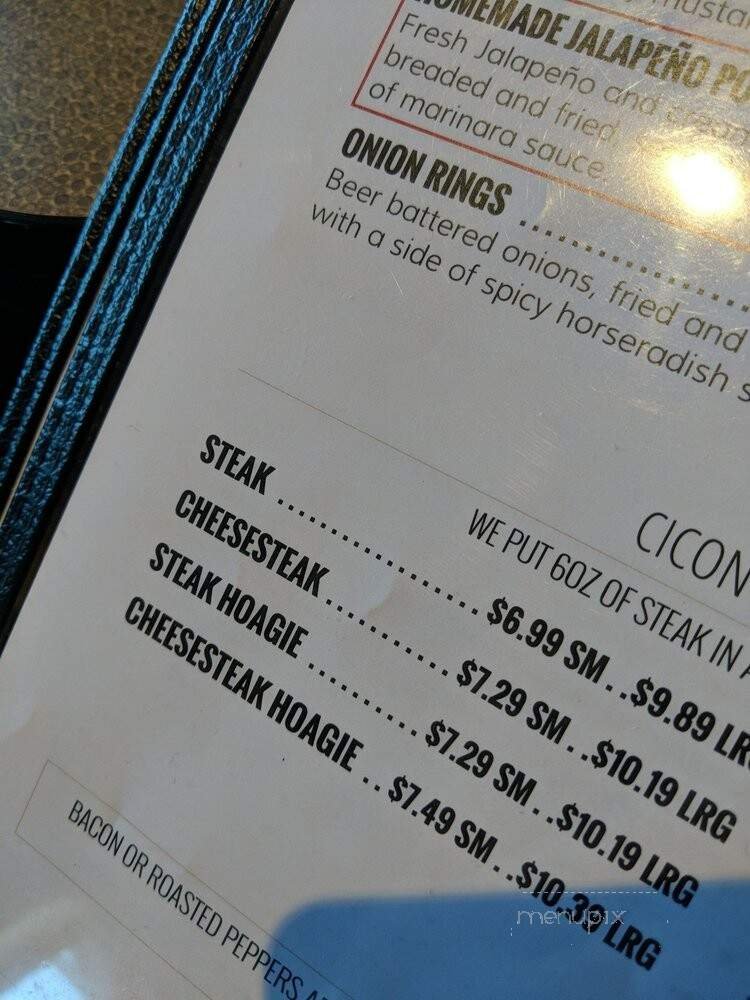 HOMEMADE JALAPEÑO
Fresh Jalapeño and
breaded and fried
of marinara sauce.
ONION RINGS ....................
Beer battered onions, fried and
with a side of spicy horseradish
CICON
WE PUT 6OZ OF STEAK IN A
STEAK .................... $6.99 SM ..$9.89 LR
CHEESESTEAK ............ $7.29 SM ..$10.19 LRG
STEAK HOAGIE .......... $7.29 SM ..$10.19 LRG
CHEESESTEAK HOAGIE .. $7.49 SM ..$10.39 LRG
BACON OR ROASTED PEPPERS
menupix